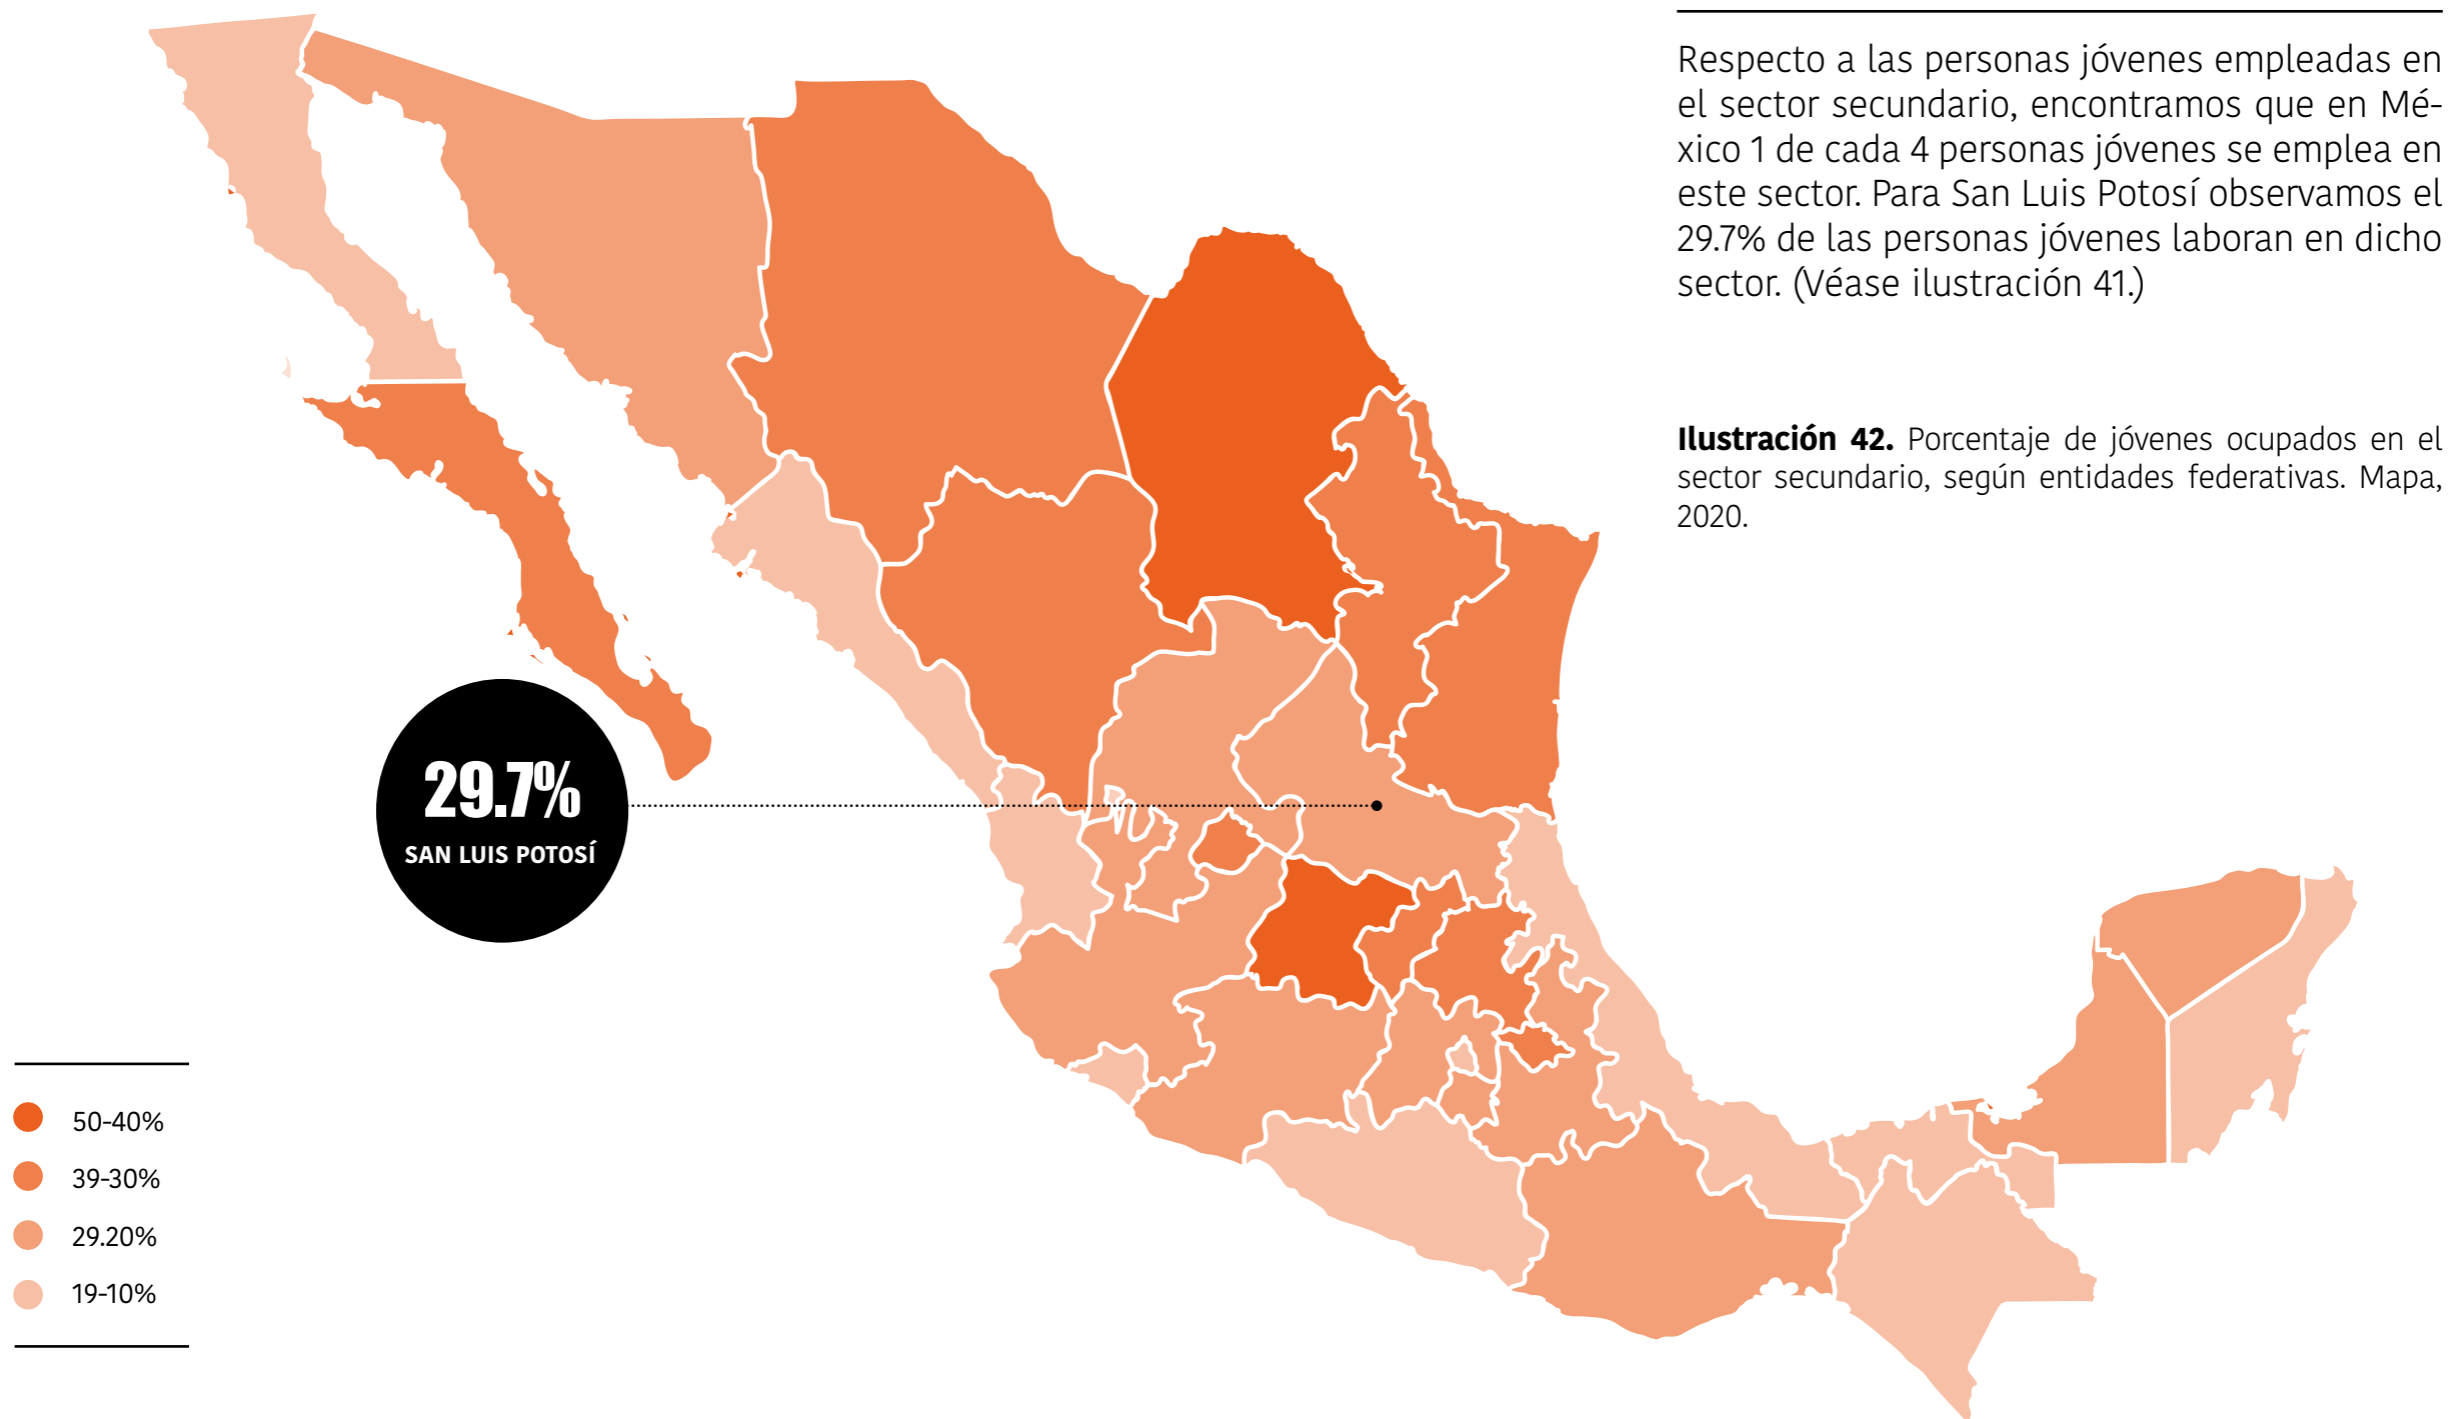 Respecto a las personas jóvenes empleadas en
el sector secundario, encontramos que en Mé-
xico 1 de cada 4 personas jóvenes se emplea en
este sector. Para San Luis Potosí observamos el
29.7% de las personas jóvenes laboran en dicho
sector. (Véase ilustración 41.)
Ilustración 42. Porcentaje de jóvenes ocupados en el
sector secundario, según entidades federativas. Mapa,
2020.
29.7%
SAN LUIS POTOSÍ
50-40%
39-30%
29.20%
19-10%